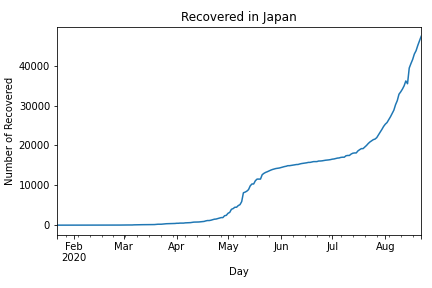 Recovered in Japan
Number of Recovered
40000
30000
20000
10000
0
Feb Mar Apr May Jun Jul Aug
2020
Day